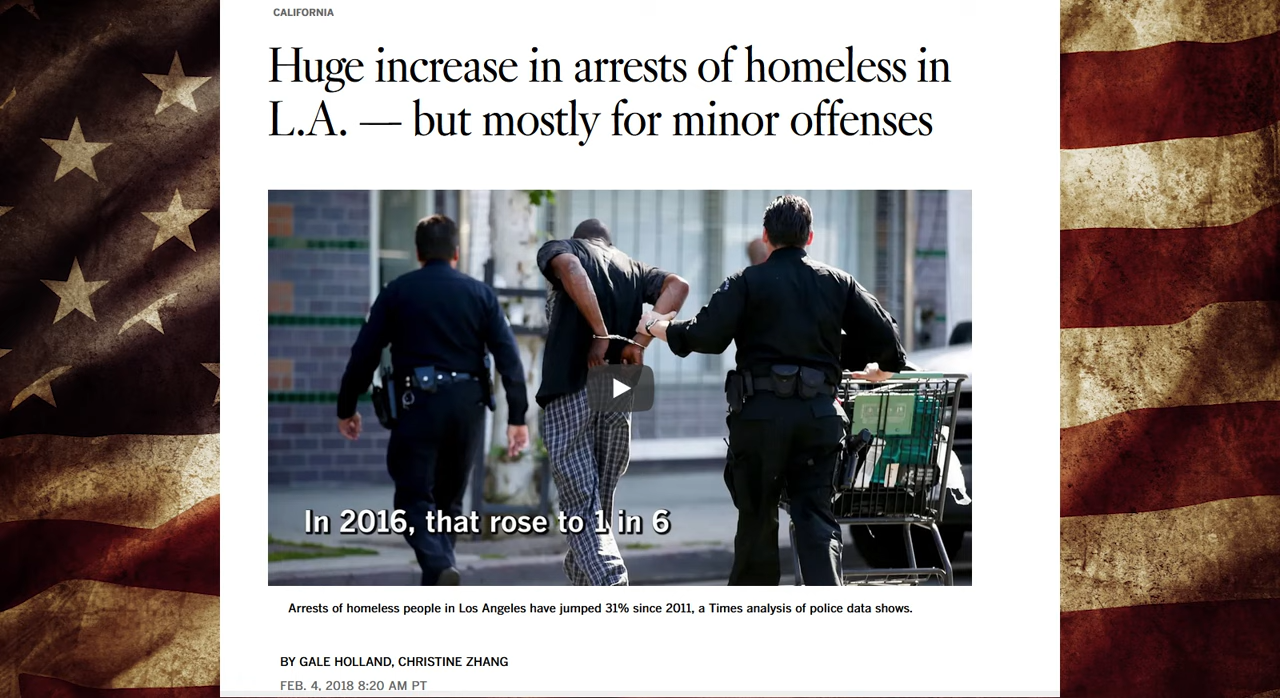 CALIFORNIA
Huge increase in arrests of homeless in
L.A. — but mostly for minor offenses
In 2016, that rose to 1 in 6
Arrests of homeless people in Los Angeles have jumped 31% since 2011, a Times analysis of police data shows.
BY GALE HOLLAND, CHRISTINE ZHANG
FEB. 4, 2018 8:20 AM PT